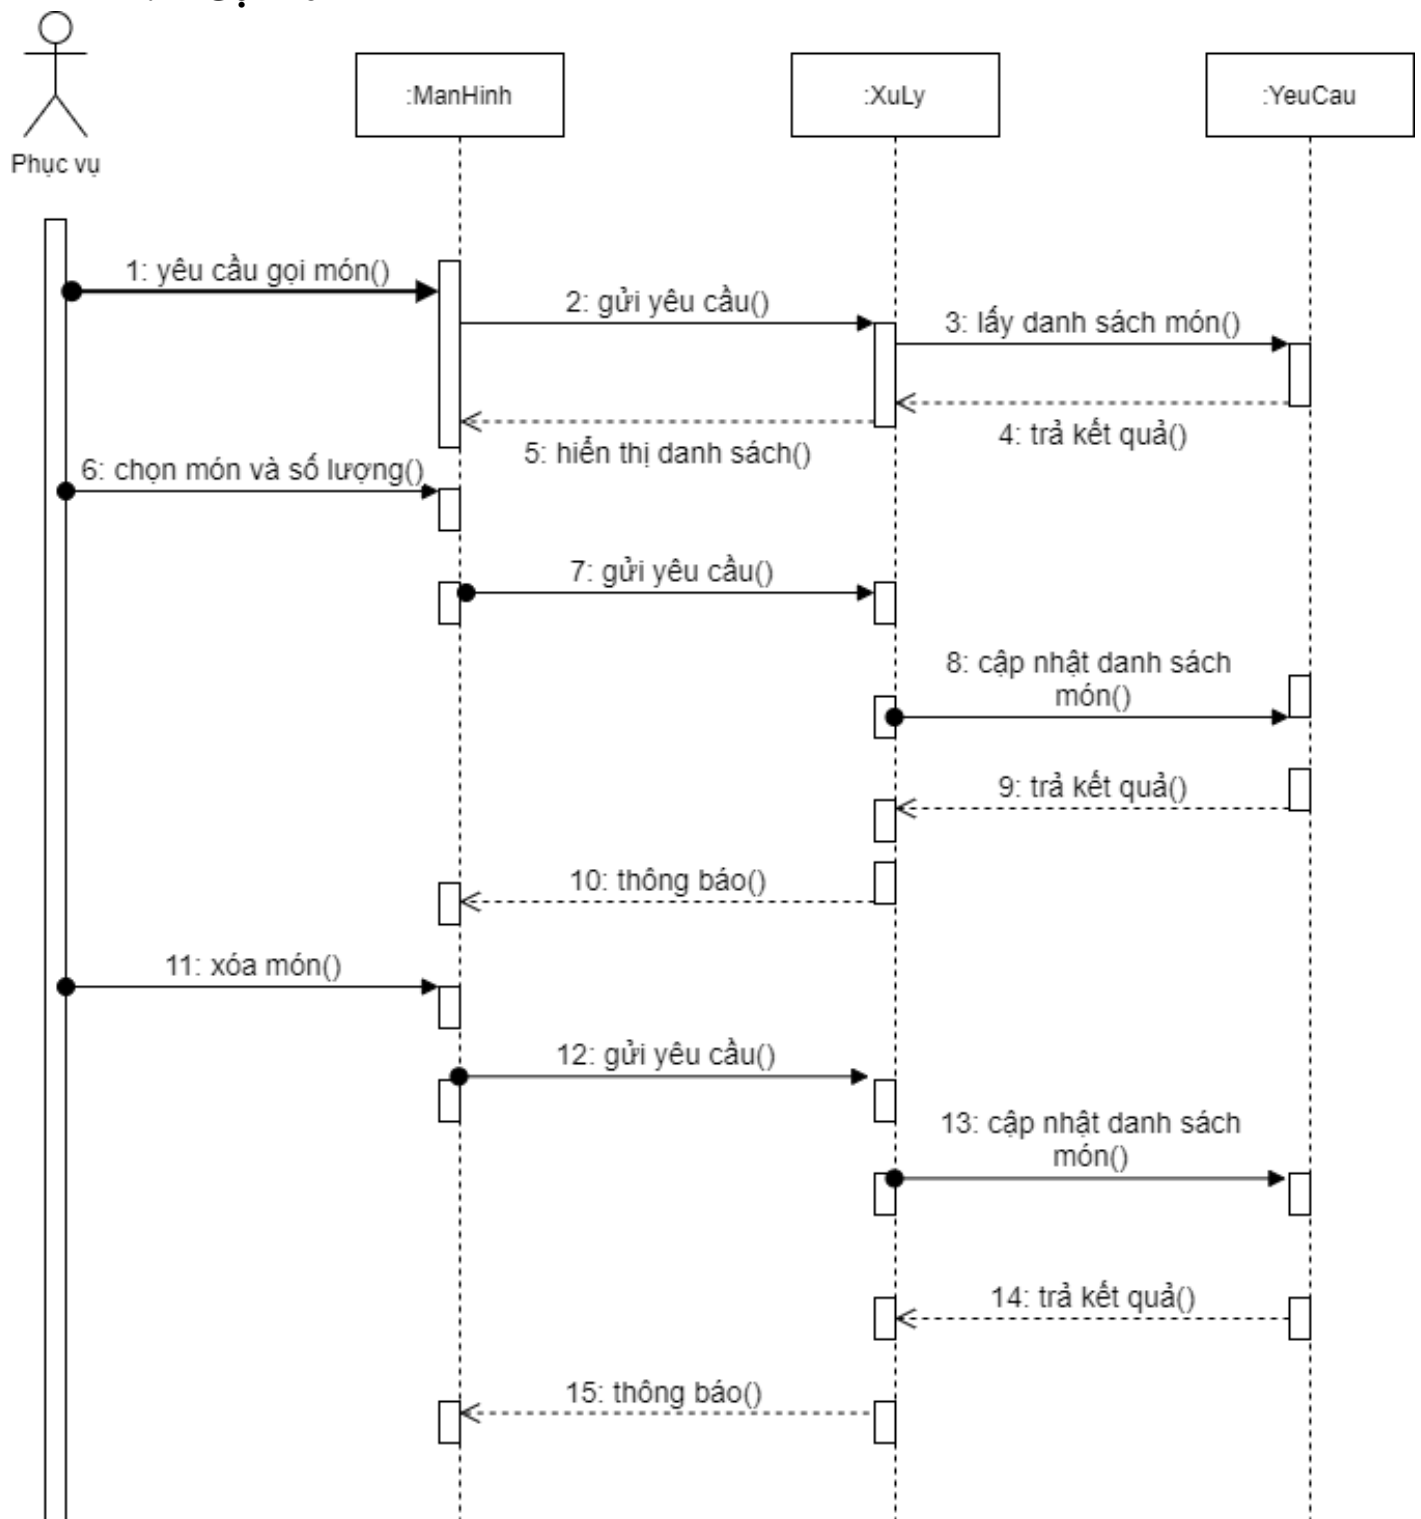 :ManHinh
:XuLy
:YeuCau
Phục vụ
1: yêu cầu gọi món()
2: gửi yêu cầu()
3: lấy danh sách món()
4: trả kết quả()
5: hiển thị danh sách()
6: chọn món và số lượng()
7: gửi yêu cầu()
8: cập nhật danh sách
món()
9: trả kết quả()
10: thông báo()
11: xóa món()
12: gửi yêu cầu()
13: cập nhật danh sách
món()
14: trả kết quả()
15: thông báo()